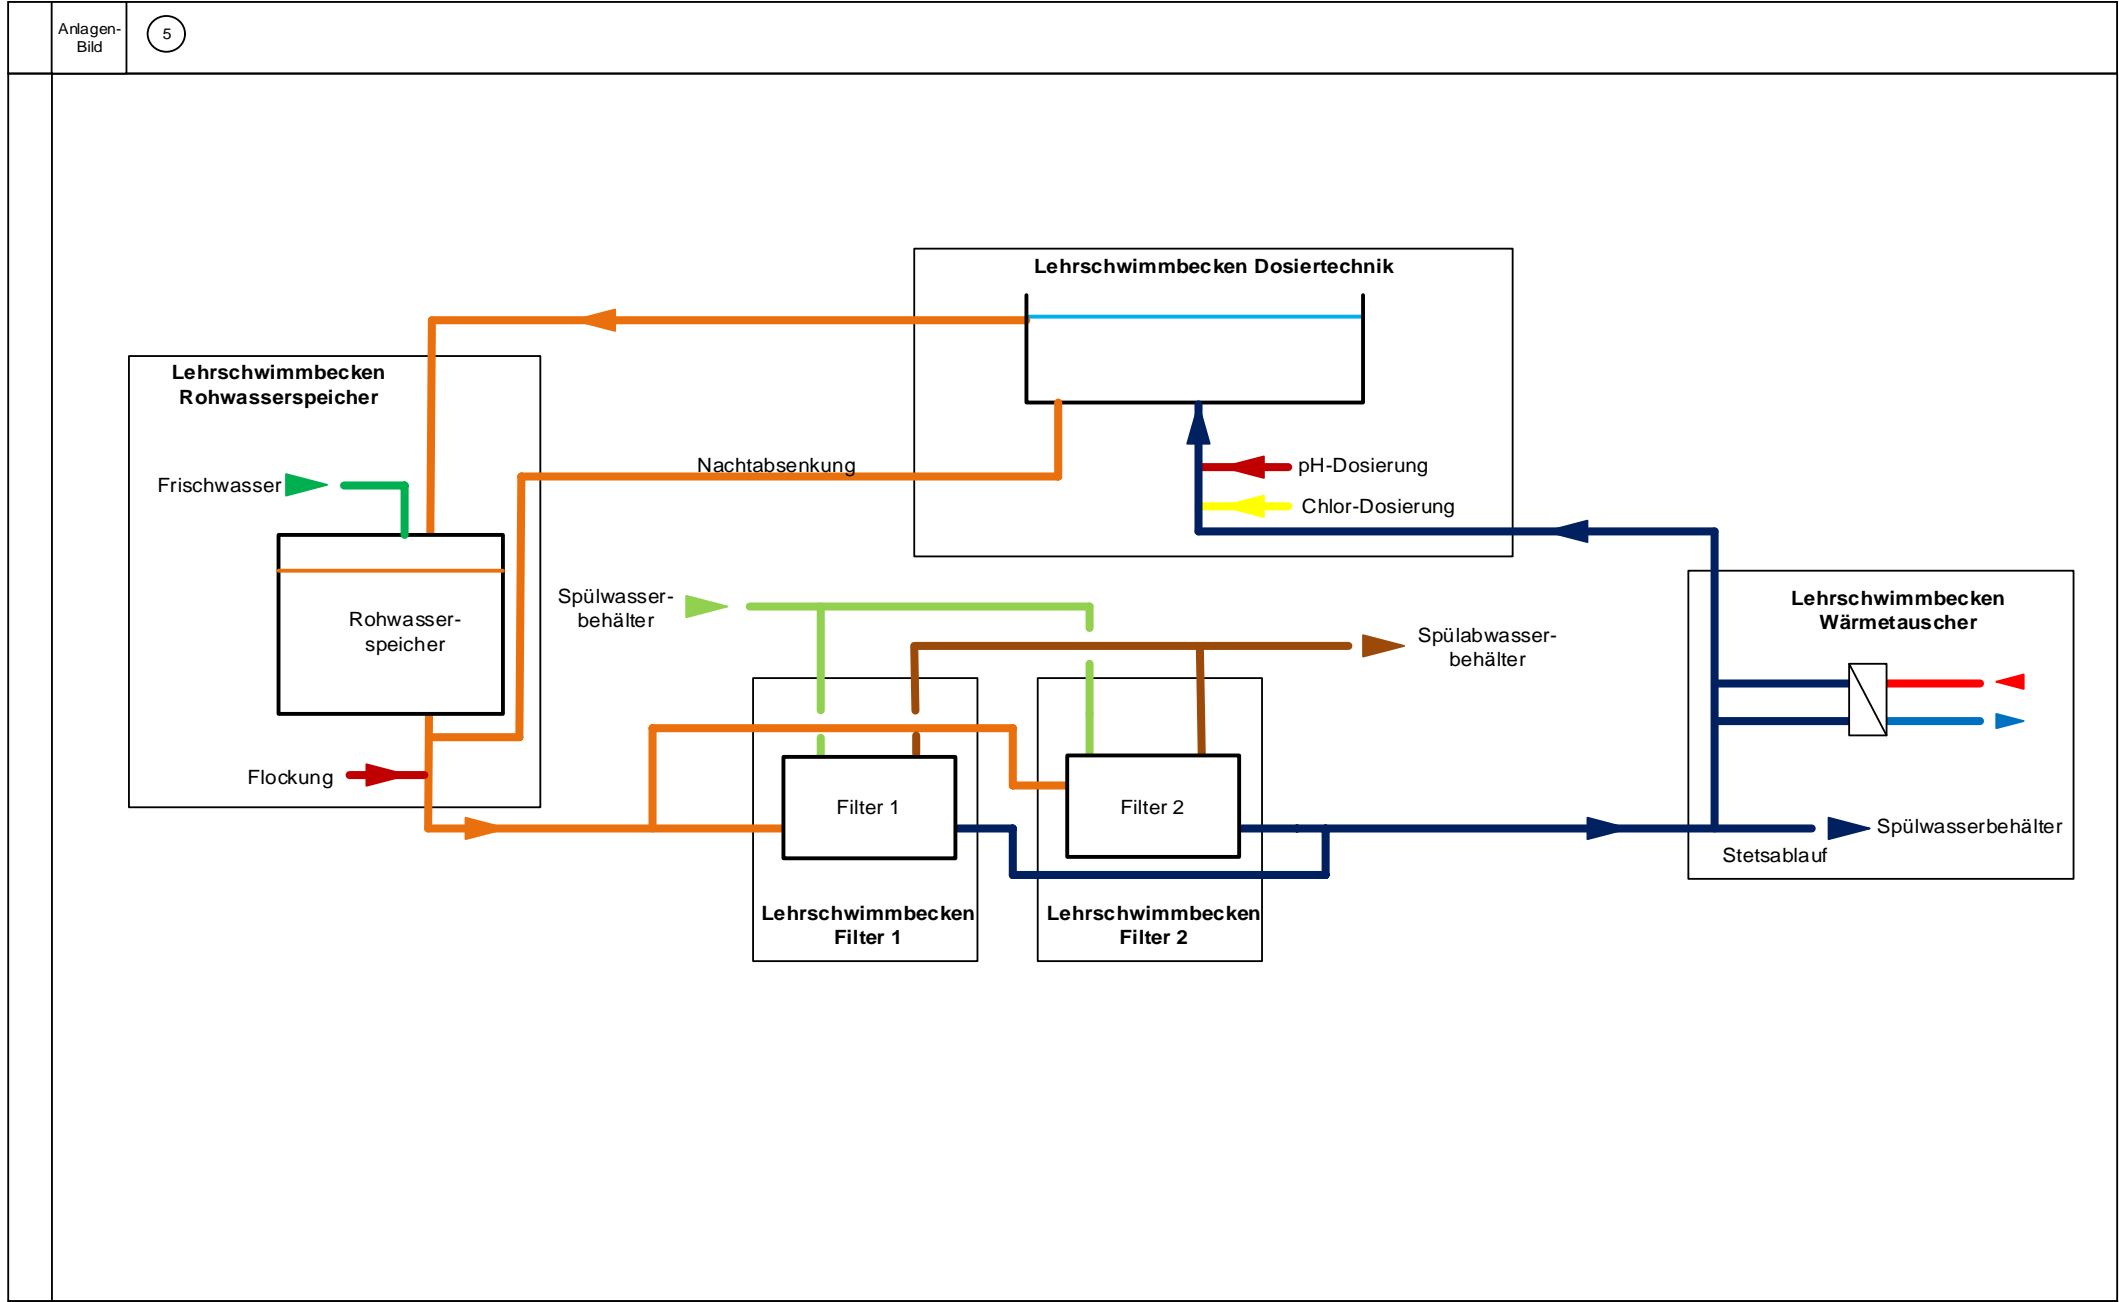 Anlagen-
Bild
5
Lehrschwimmbecken Dosiertechnik
Lehrschwimmbecken
Rohwasserspeicher
Nachtabsenkung
pH-Dosierung
Frischwasser
Chlor-Dosierung
Spülwasser-
behälter
Lehrschwimmbecken
Wärmetauscher
Rohwasser-
speicher
Spülabwasser-
behälter
Flockung
Filter 1
Filter 2
Spülwasserbehälter
Stetsablauf
Lehrschwimmbecken
Filter 1
Lehrschwimmbecken
Filter 2